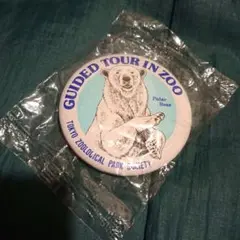 GUIDED TOUR IN ZOO
Polar
Bear
TOKYO ZOOLOGICAL PARK SOCIETY